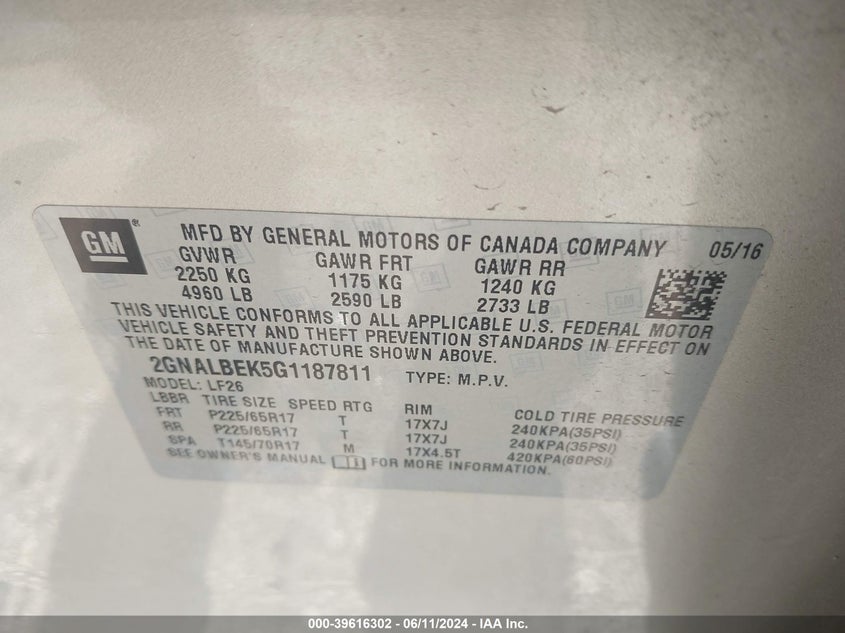 GM ®
MFD BY GENERAL MOTORS OF CANADA COMPANY 05/16
GVWR GAWR FRT GAWR RR
2250 KG 1175 KG 1240 KG
4960 LB 2590 LB 2733 LB
THIS VEHICLE CONFORMS TO ALL APPLICABLE U.S. FEDERAL MOTOR
VEHICLE SAFETY AND THEFT PREVENTION STANDARDS IN EFFECT ON
THE DATE OF MANUFACTURE SHOWN ABOVE.
2GNALBEK5G1187811 TYPE: M.P.V.
MODEL: LF26
LBBR TIRE SIZE SPEED RTG RIM COLD TIRE PRESSURE
FRT P225/65R17 T 17X7J 240KPA(35PSI)
RR P225/65R17 T 17X7J 240KPA(35PSI)
SPA T145/70R17 M 17X4.5T 420KPA(60PSI)
SEE OWNER'S MANUAL FOR MORE INFORMATION.
000-39616302 - 06/11/2024 - IAA Inc.